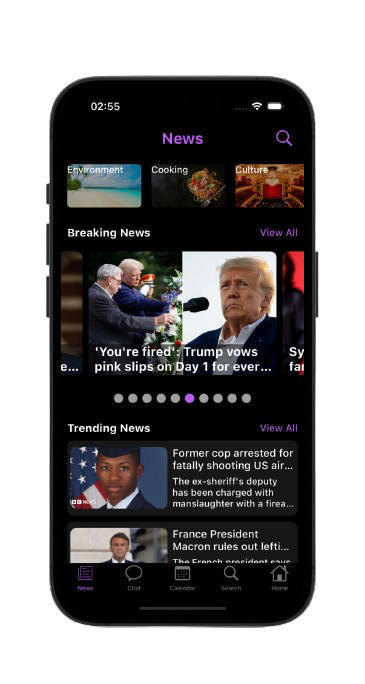 02:55
News
Environment
Cooking
Culture
Breaking News
View All
e...
'You're fired': Trump vows
pink slips on Day 1 for ever...
Sy
fa
Trending News
View All
Former cop arrested for
fatally shooting US air...
The ex-sheriff's deputy
has been charged with
manslaughter with a firea...
BBC NEWS
France President
Macron rules out lefti...
The French president says
News
Chat
Calendar
Search
Home